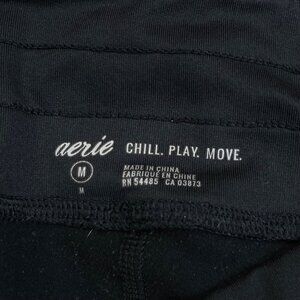 aerie CHILL. PLAY. MOVE.
M
M
MADE IN CHINA
FABRIQUÉ EN CHINE
RN 54485 CA 03873